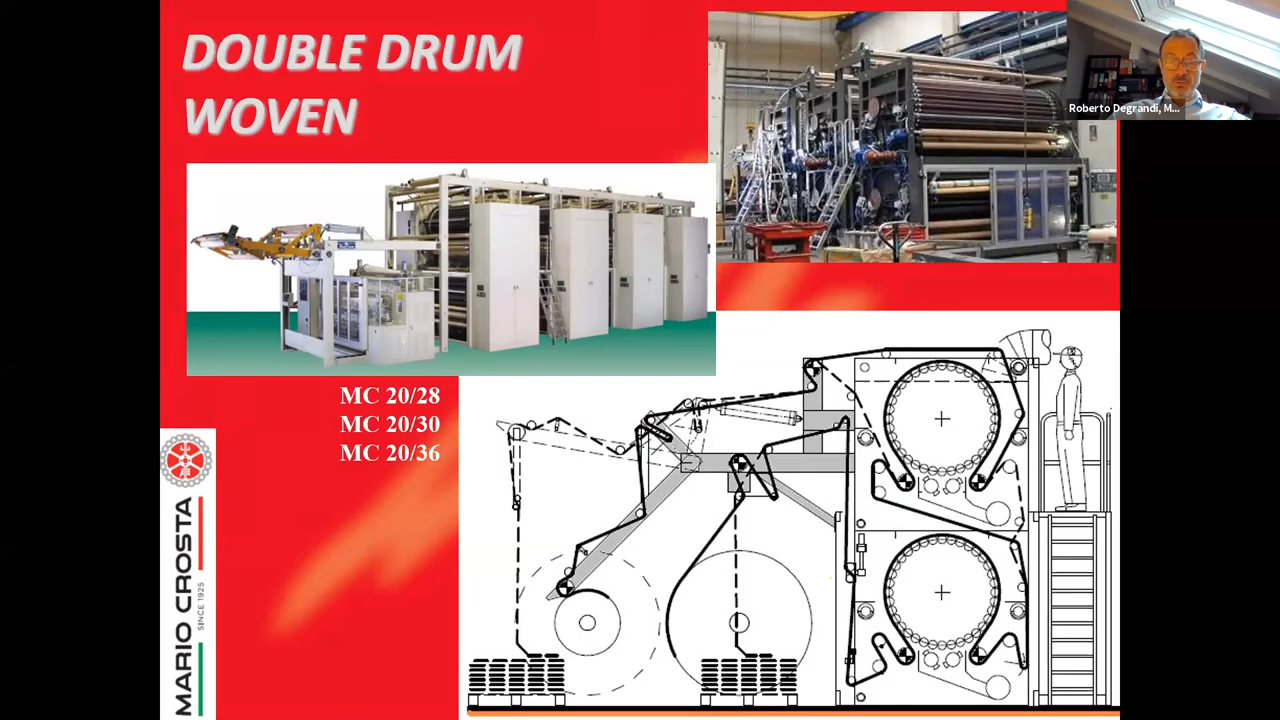 DOUBLE DRUM
WOVEN
Roberto Degrandi, M...
MC 20/28
MC 20/30
MC 20/36
MARIO CROSTA
SINCE 1925